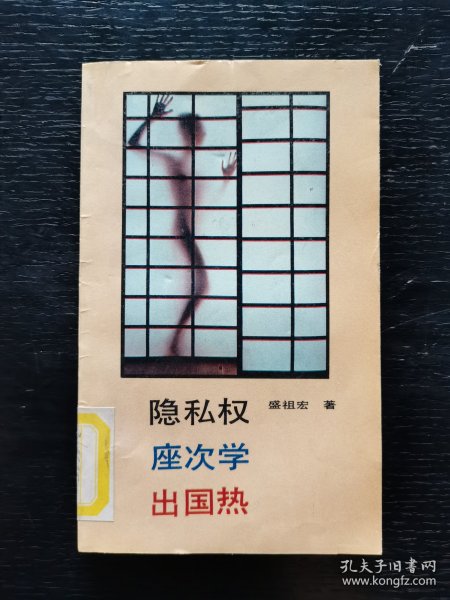 隐私权 盛祖宏 著
座次学
出国热
孔夫子旧书网
www.kongfz.com